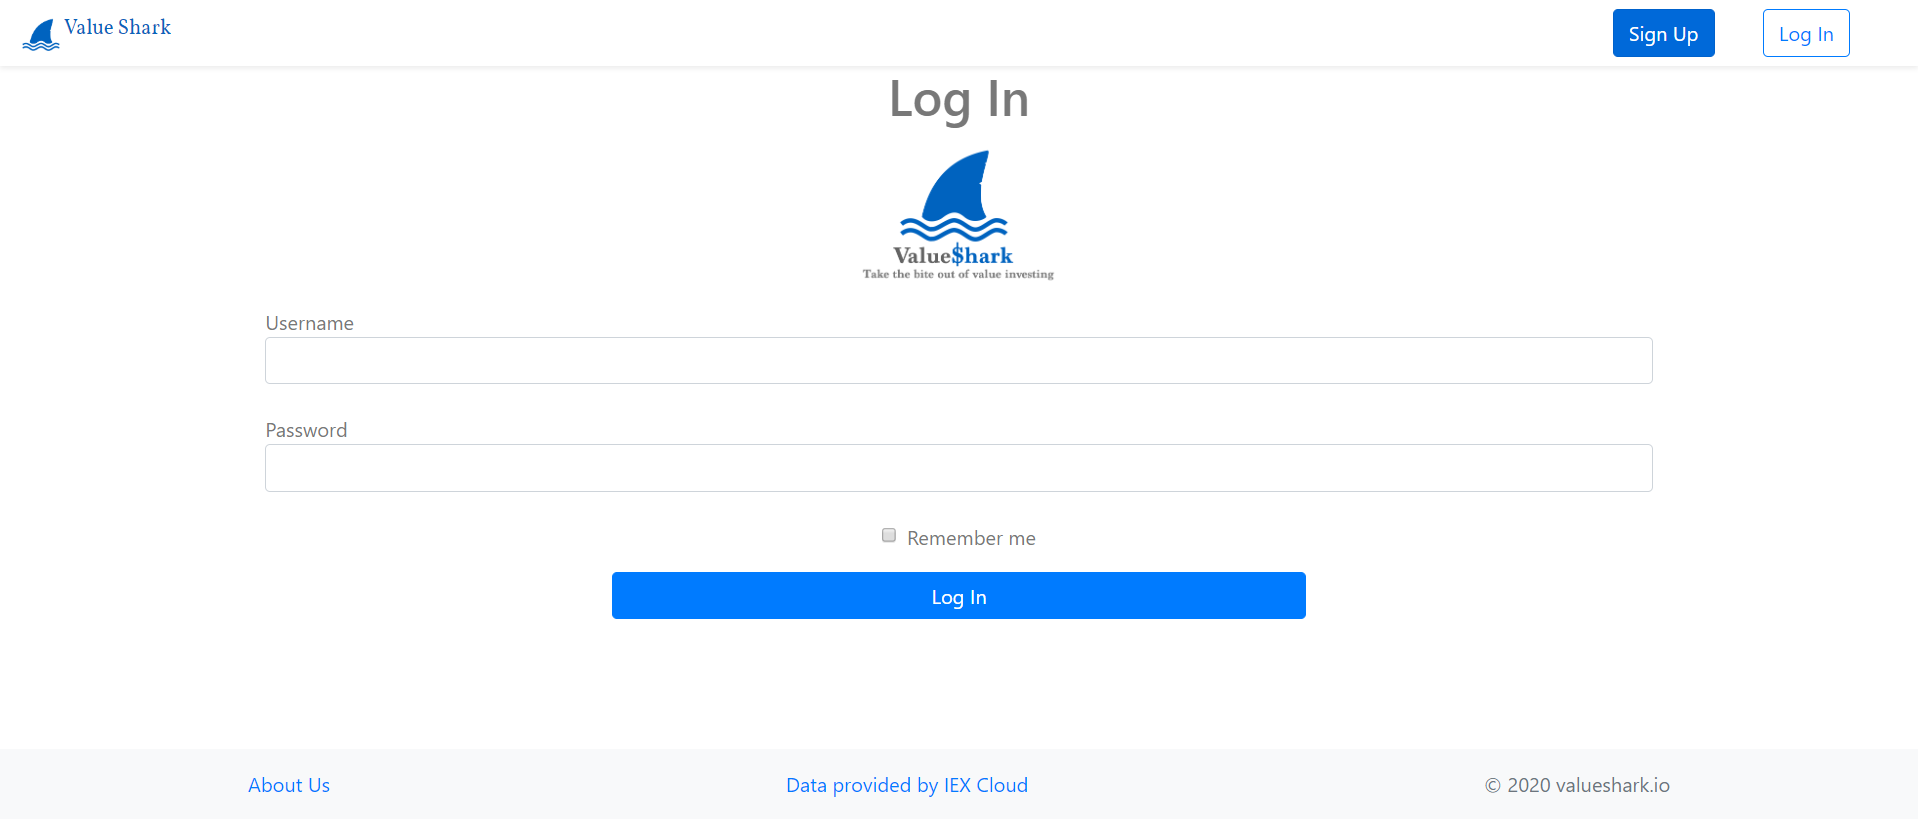 Value Shark
Sign Up
Log In
Log In
Value$hark
Take the bite out of value investing
Username
Password
Remember me
Log In
About Us
Data provided by IEX Cloud
© 2020 valueshark.io